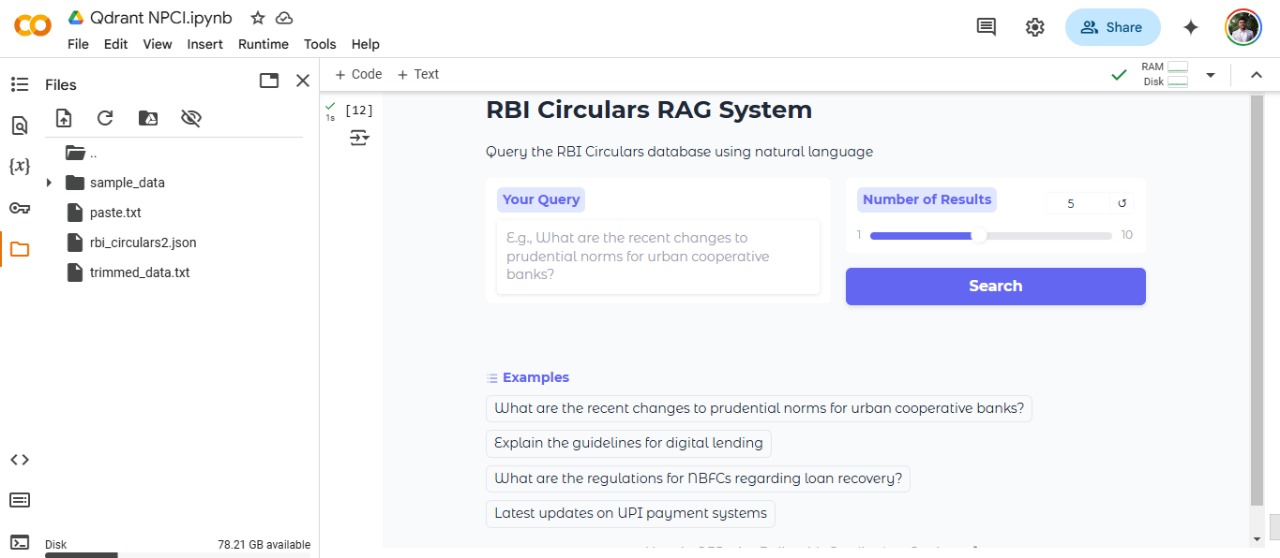 Qdrant NPCI.ipynb
File Edit View Insert Runtime Tools Help
Share
Files
+ Code + Text
RAM
Disk
..
sample_data
paste.txt
rbi_circulars2.json
trimmed_data.txt
{x}
Disk 78.21 GB available
[12]
1s
RBI Circulars RAG System
Query the RBI Circulars database using natural language
Your Query
E.g., What are the recent changes to
prudential norms for urban cooperative
banks?
Number of Results
5
1 10
Search
Examples
What are the recent changes to prudential norms for urban cooperative banks?
Explain the guidelines for digital lending
What are the regulations for NBFCs regarding loan recovery?
Latest updates on UPI payment systems